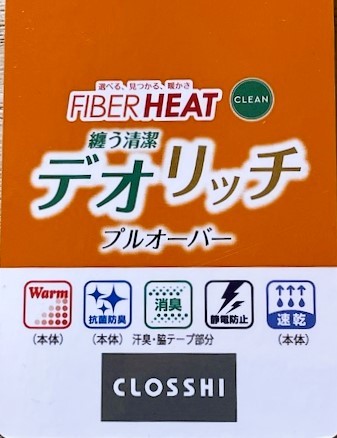 選べる、見つかる、暖かさ
FIBER HEAT CLEAN
纏う清潔
デオリッチ
プルオーバー
Warm 抗菌防臭 消臭 静電防止 速乾
(本体) (本体) 汗臭・脇テープ部分 (本体)
CLOSSHI